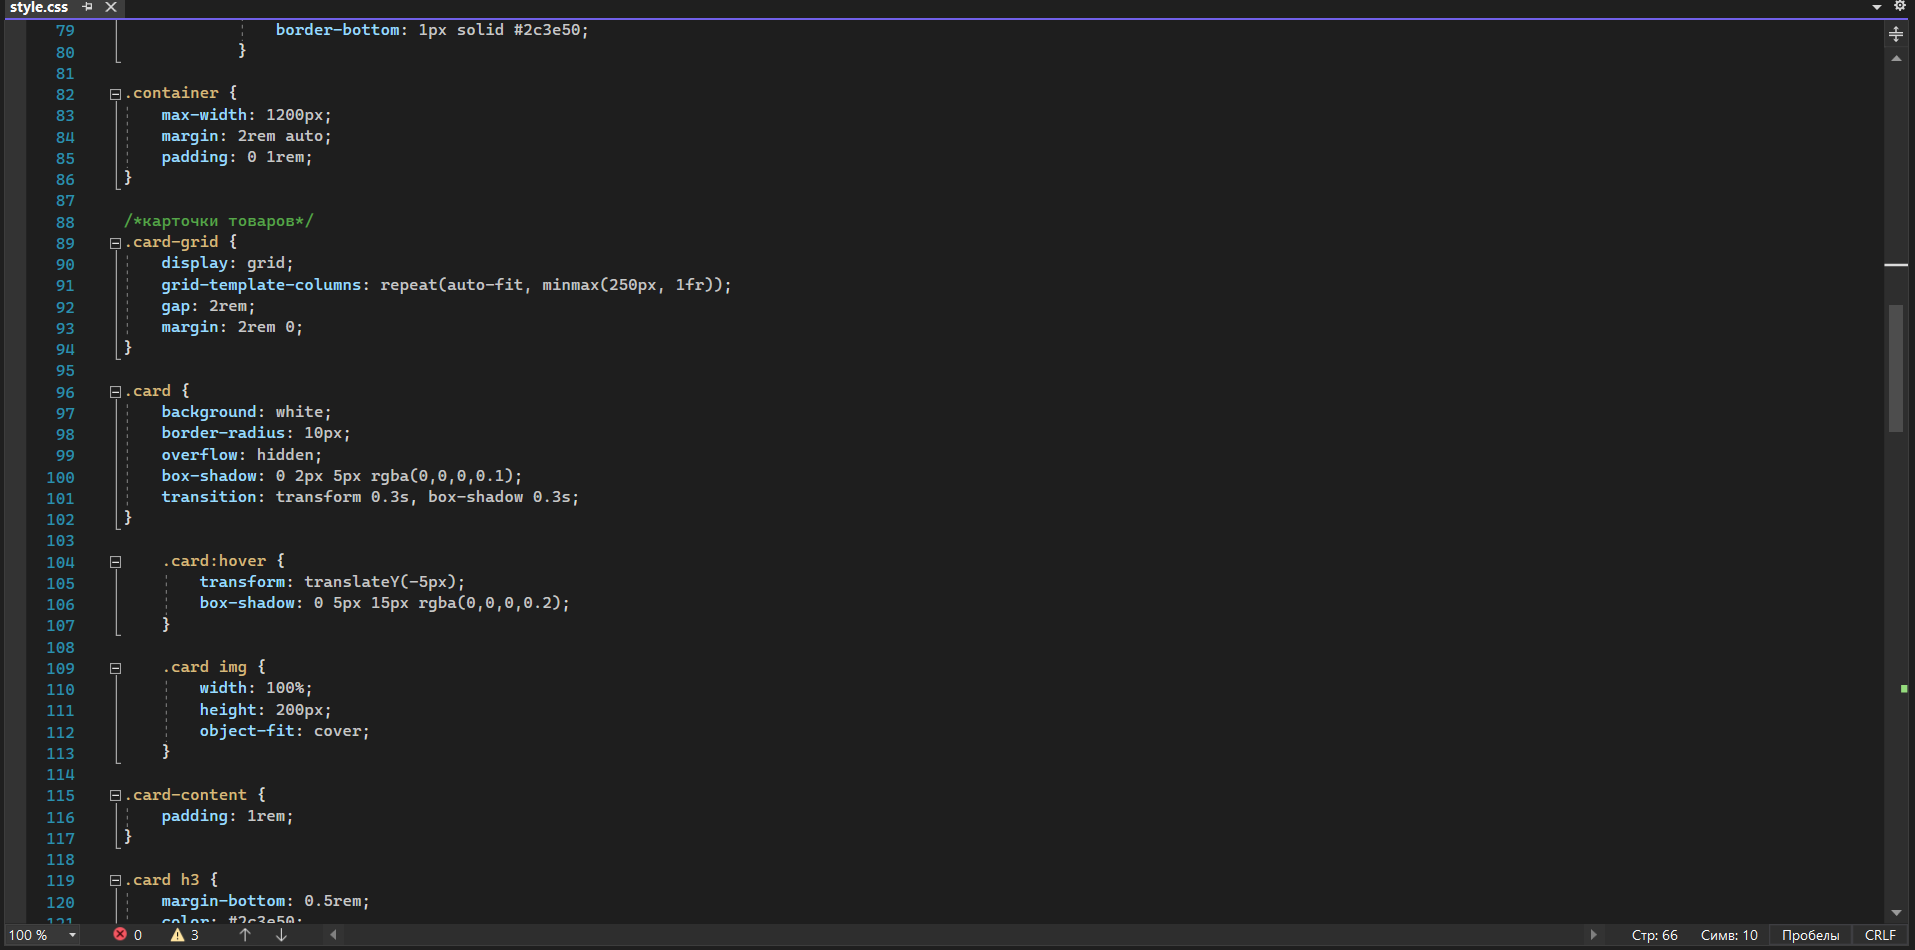 style.css
79 border-bottom: 1px solid #2c3e50;
80 }
81
82 .container {
83 max-width: 1200px;
84 margin: 2rem auto;
85 padding: 0 1rem;
86 }
87
88 /*карточки товаров*/
89 .card-grid {
90 display: grid;
91 grid-template-columns: repeat(auto-fit, minmax(250px, 1fr));
92 gap: 2rem;
93 margin: 2rem 0;
94 }
95
96 .card {
97 background: white;
98 border-radius: 10px;
99 overflow: hidden;
100 box-shadow: 0 2px 5px rgba(0,0,0,0.1);
101 transition: transform 0.3s, box-shadow 0.3s;
102 }
103
104 .card:hover {
105 transform: translateY(-5px);
106 box-shadow: 0 5px 15px rgba(0,0,0,0.2);
107 }
108
109 .card img {
110 width: 100%;
111 height: 200px;
112 object-fit: cover;
113 }
114
115 .card-content {
116 padding: 1rem;
117 }
118
119 .card h3 {
120 margin-bottom: 0.5rem;
121 color: #2c3e50;
100 % 0 3 Стр: 66 Симв: 10 Пробелы CRLF